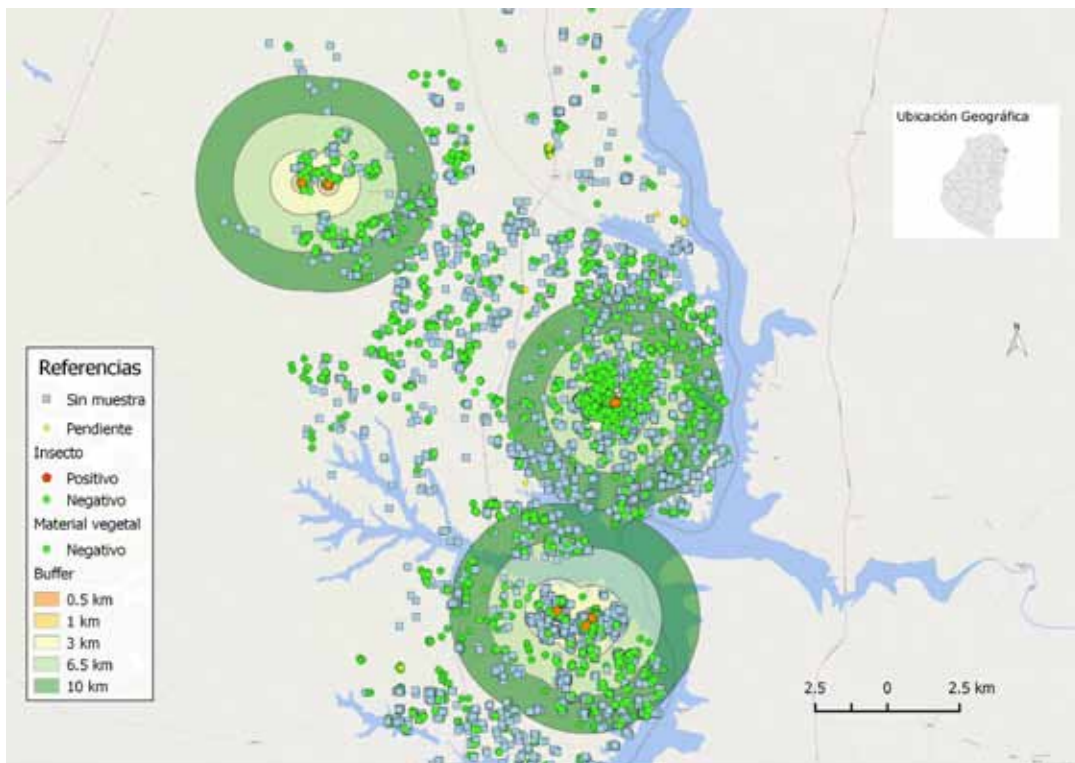 Ubicación Geográfica
N
Referencias
Sin muestra
Pendiente
Insecto
Positivo
Negativo
Material vegetal
Negativo
Buffer
0.5 km
1 km
3 km
6.5 km
10 km
2.5 0 2.5 km